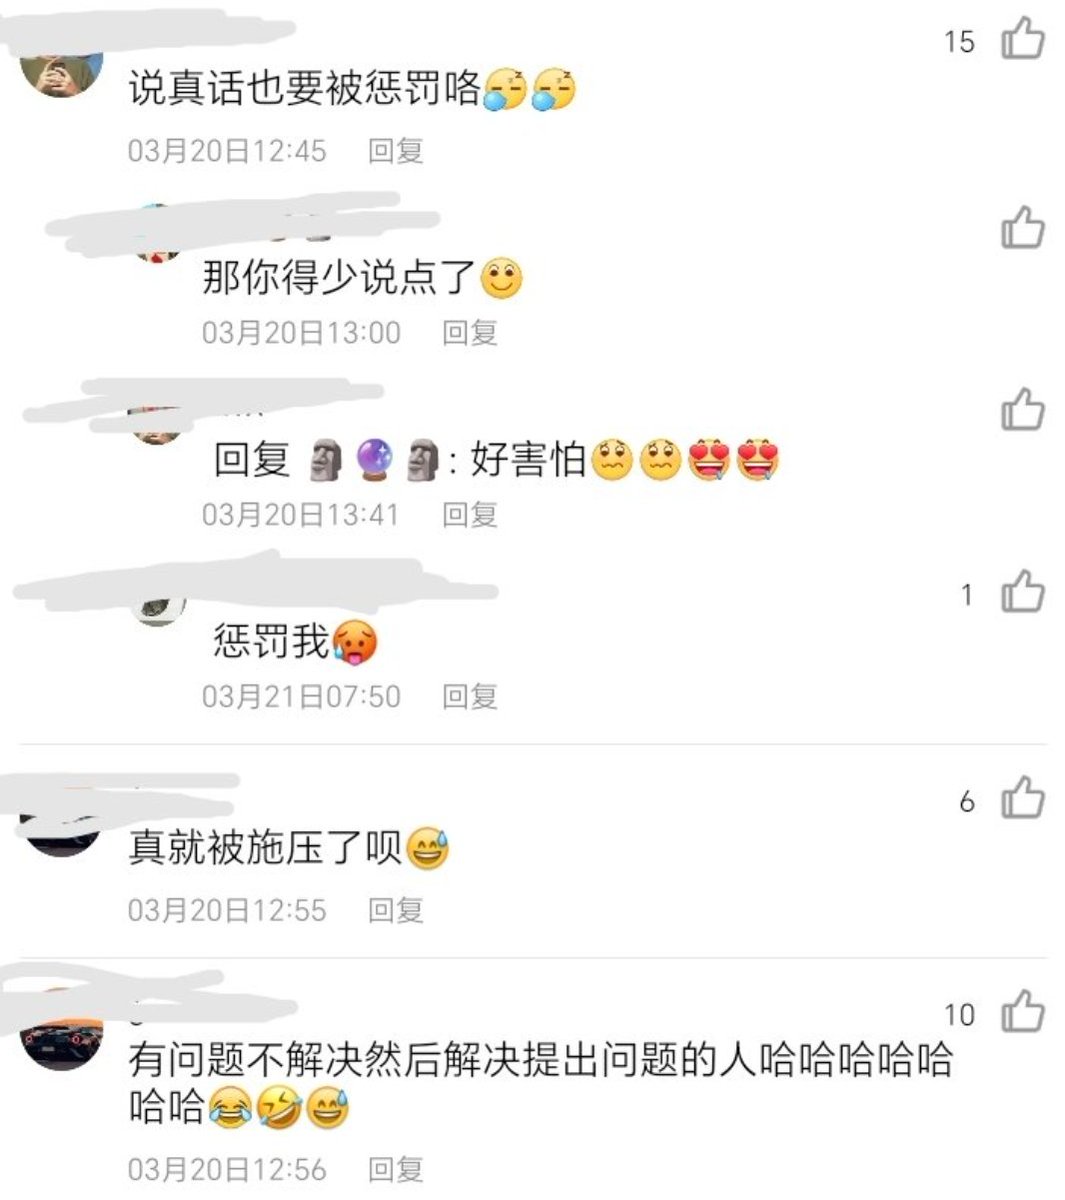 15
说真话也要被惩罚咯😪😪
03月20日12:45 回复
那你得少说点了🙂
03月20日13:00 回复
回复 🗿🔮🗿: 好害怕😟😟😍😍
03月20日13:41 回复
1
惩罚我🥵
03月21日07:50 回复
6
真就被施压了呗😅
03月20日12:55 回复
10
有问题不解决然后解决提出问题的人哈哈哈哈哈
哈哈😂🤣😅
03月20日12:56 回复